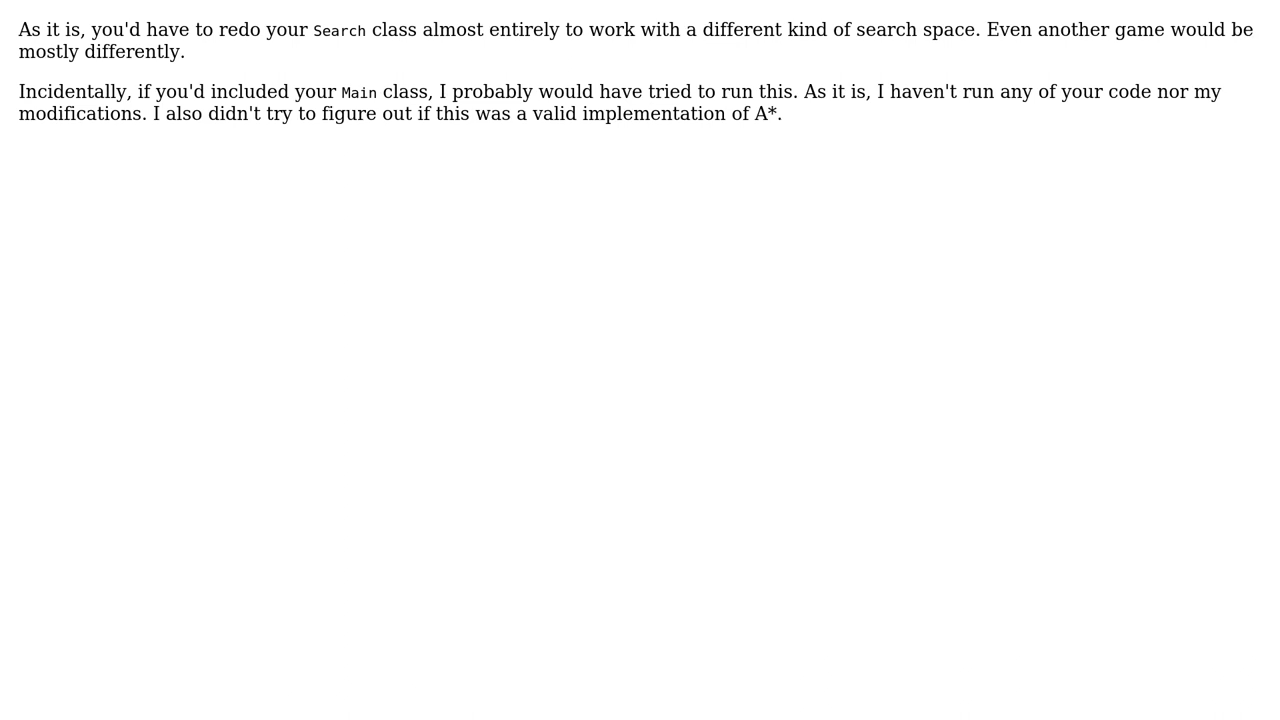 As it is, you'd have to redo your Search class almost entirely to work with a different kind of search space. Even another game would be
mostly differently.
Incidentally, if you'd included your Main class, I probably would have tried to run this. As it is, I haven't run any of your code nor my
modifications. I also didn't try to figure out if this was a valid implementation of A*.